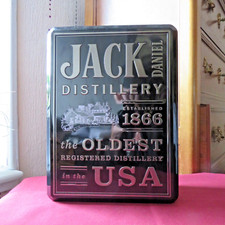 JACK DANIEL
DISTILLERY
ESTABLISHED
1866
the OLDEST
REGISTERED DISTILLERY
in the USA